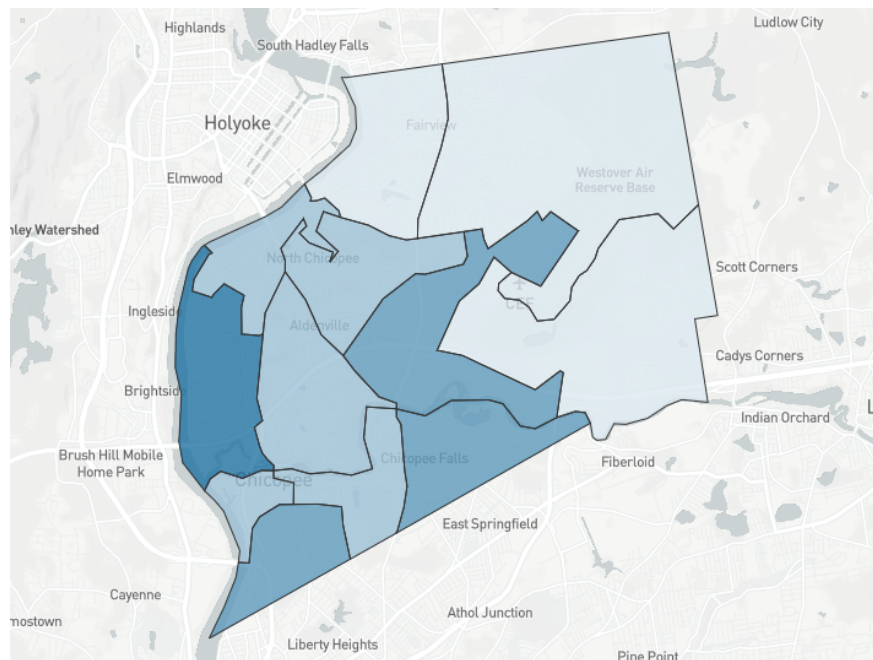 Highlands
Ludlow City
South Hadley Falls
Holyoke
Fairview
Elmwood
Westover Air
Reserve Base
nley Watershed
North Chicopee
Scott Corners
CEF
Ingleside
Aldenville
Cadys Corners
Brightside
Indian Orchard
L
Brush Hill Mobile
Home Park
Chicopee Falls
Fiberloid
Chicopee
East Springfield
Cayenne
Athol Junction
mostown
Liberty Heights
Pine Point